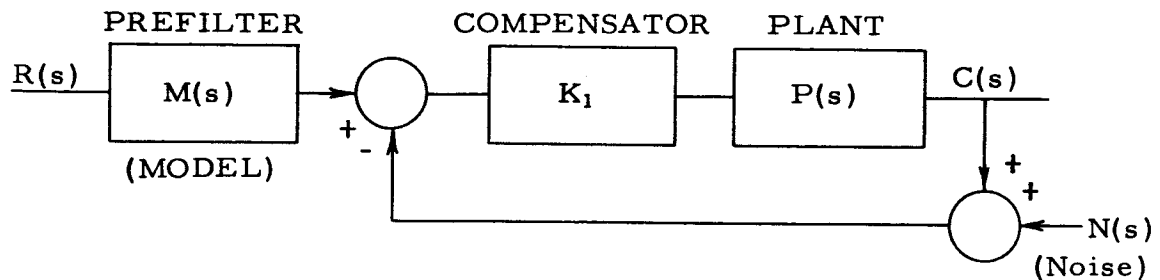 PREFILTER
COMPENSATOR
PLANT
R(s)
M(s)
K₁
P(s)
C(s)
+
-
(MODEL)
+
+
N(s)
(Noise)